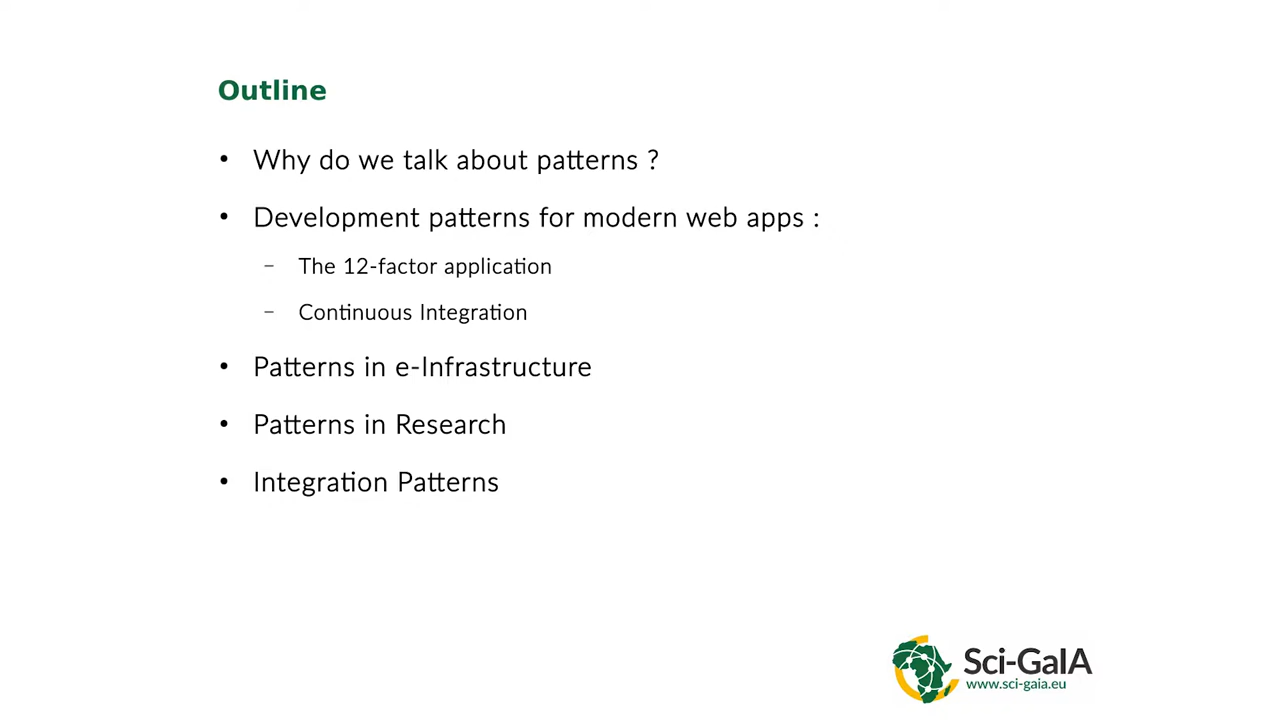 Outline
• Why do we talk about patterns ?
• Development patterns for modern web apps :
– The 12-factor application
– Continuous Integration
• Patterns in e-Infrastructure
• Patterns in Research
• Integration Patterns
Sci-GaIA
www.sci-gaia.eu